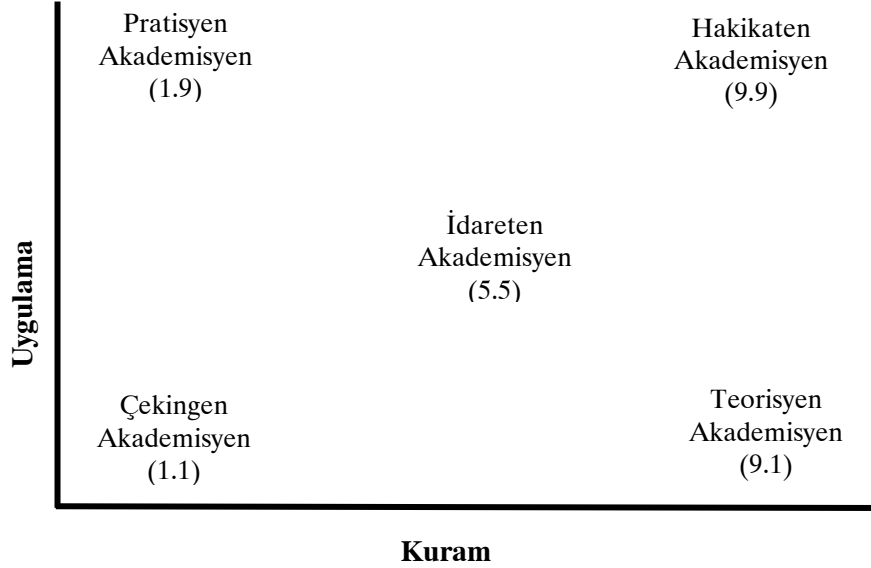 Pratisyen
Akademisyen
(1.9)
Hakikaten
Akademisyen
(9.9)
İdareten
Akademisyen
(5.5)
Uygulama
Çekingen
Akademisyen
(1.1)
Teorisyen
Akademisyen
(9.1)
Kuram